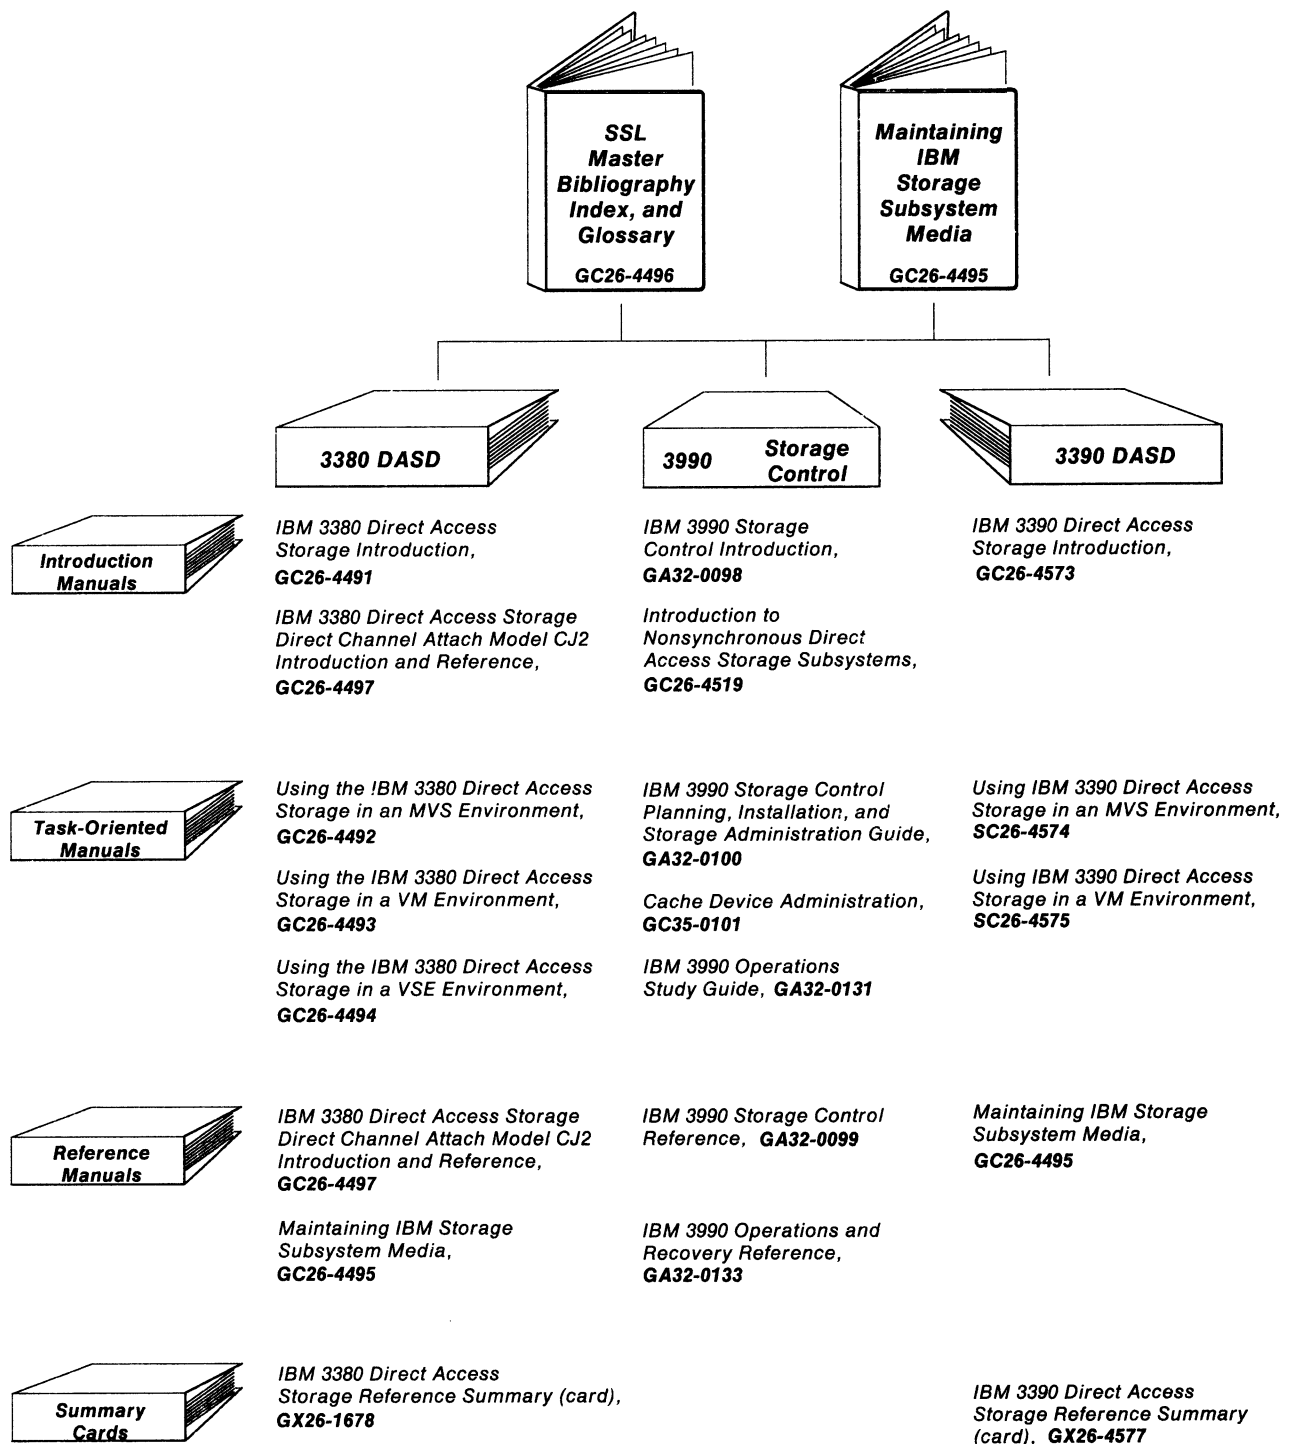 SSL
Master
Bibliography
Index, and
Glossary
GC26-4496
Maintaining
IBM
Storage
Subsystem
Media
GC26-4495
3380 DASD
3990 Storage
Control
3390 DASD
Introduction
Manuals
IBM 3380 Direct Access
Storage Introduction,
GC26-4491
IBM 3380 Direct Access Storage
Direct Channel Attach Model CJ2
Introduction and Reference,
GC26-4497
IBM 3990 Storage
Control Introduction,
GA32-0098
Introduction to
Nonsynchronous Direct
Access Storage Subsystems,
GC26-4519
IBM 3390 Direct Access
Storage Introduction,
GC26-4573
Task-Oriented
Manuals
Using the !BM 3380 Direct Access
Storage in an MVS Environment,
GC26-4492
Using the IBM 3380 Direct Access
Storage in a VM Environment,
GC26-4493
Using the IBM 3380 Direct Access
Storage in a VSE Environment,
GC26-4494
IBM 3990 Storage Control
Planning, Installation, and
Storage Administration Guide,
GA32-0100
Cache Device Administration,
GC35-0101
IBM 3990 Operations
Study Guide, GA32-0131
Using IBM 3390 Direct Access
Storage in an MVS Environment,
SC26-4574
Using IBM 3390 Direct Access
Storage in a VM Environment,
SC26-4575
Reference
Manuals
IBM 3380 Direct Access Storage
Direct Channel Attach Model CJ2
Introduction and Reference,
GC26-4497
Maintaining IBM Storage
Subsystem Media,
GC26-4495
IBM 3990 Storage Control
Reference, GA32-0099
IBM 3990 Operations and
Recovery Reference,
GA32-0133
Maintaining IBM Storage
Subsystem Media,
GC26-4495
Summary
Cards
IBM 3380 Direct Access
Storage Reference Summary (card),
GX26-1678
IBM 3390 Direct Access
Storage Reference Summary
(card), GX26-4577